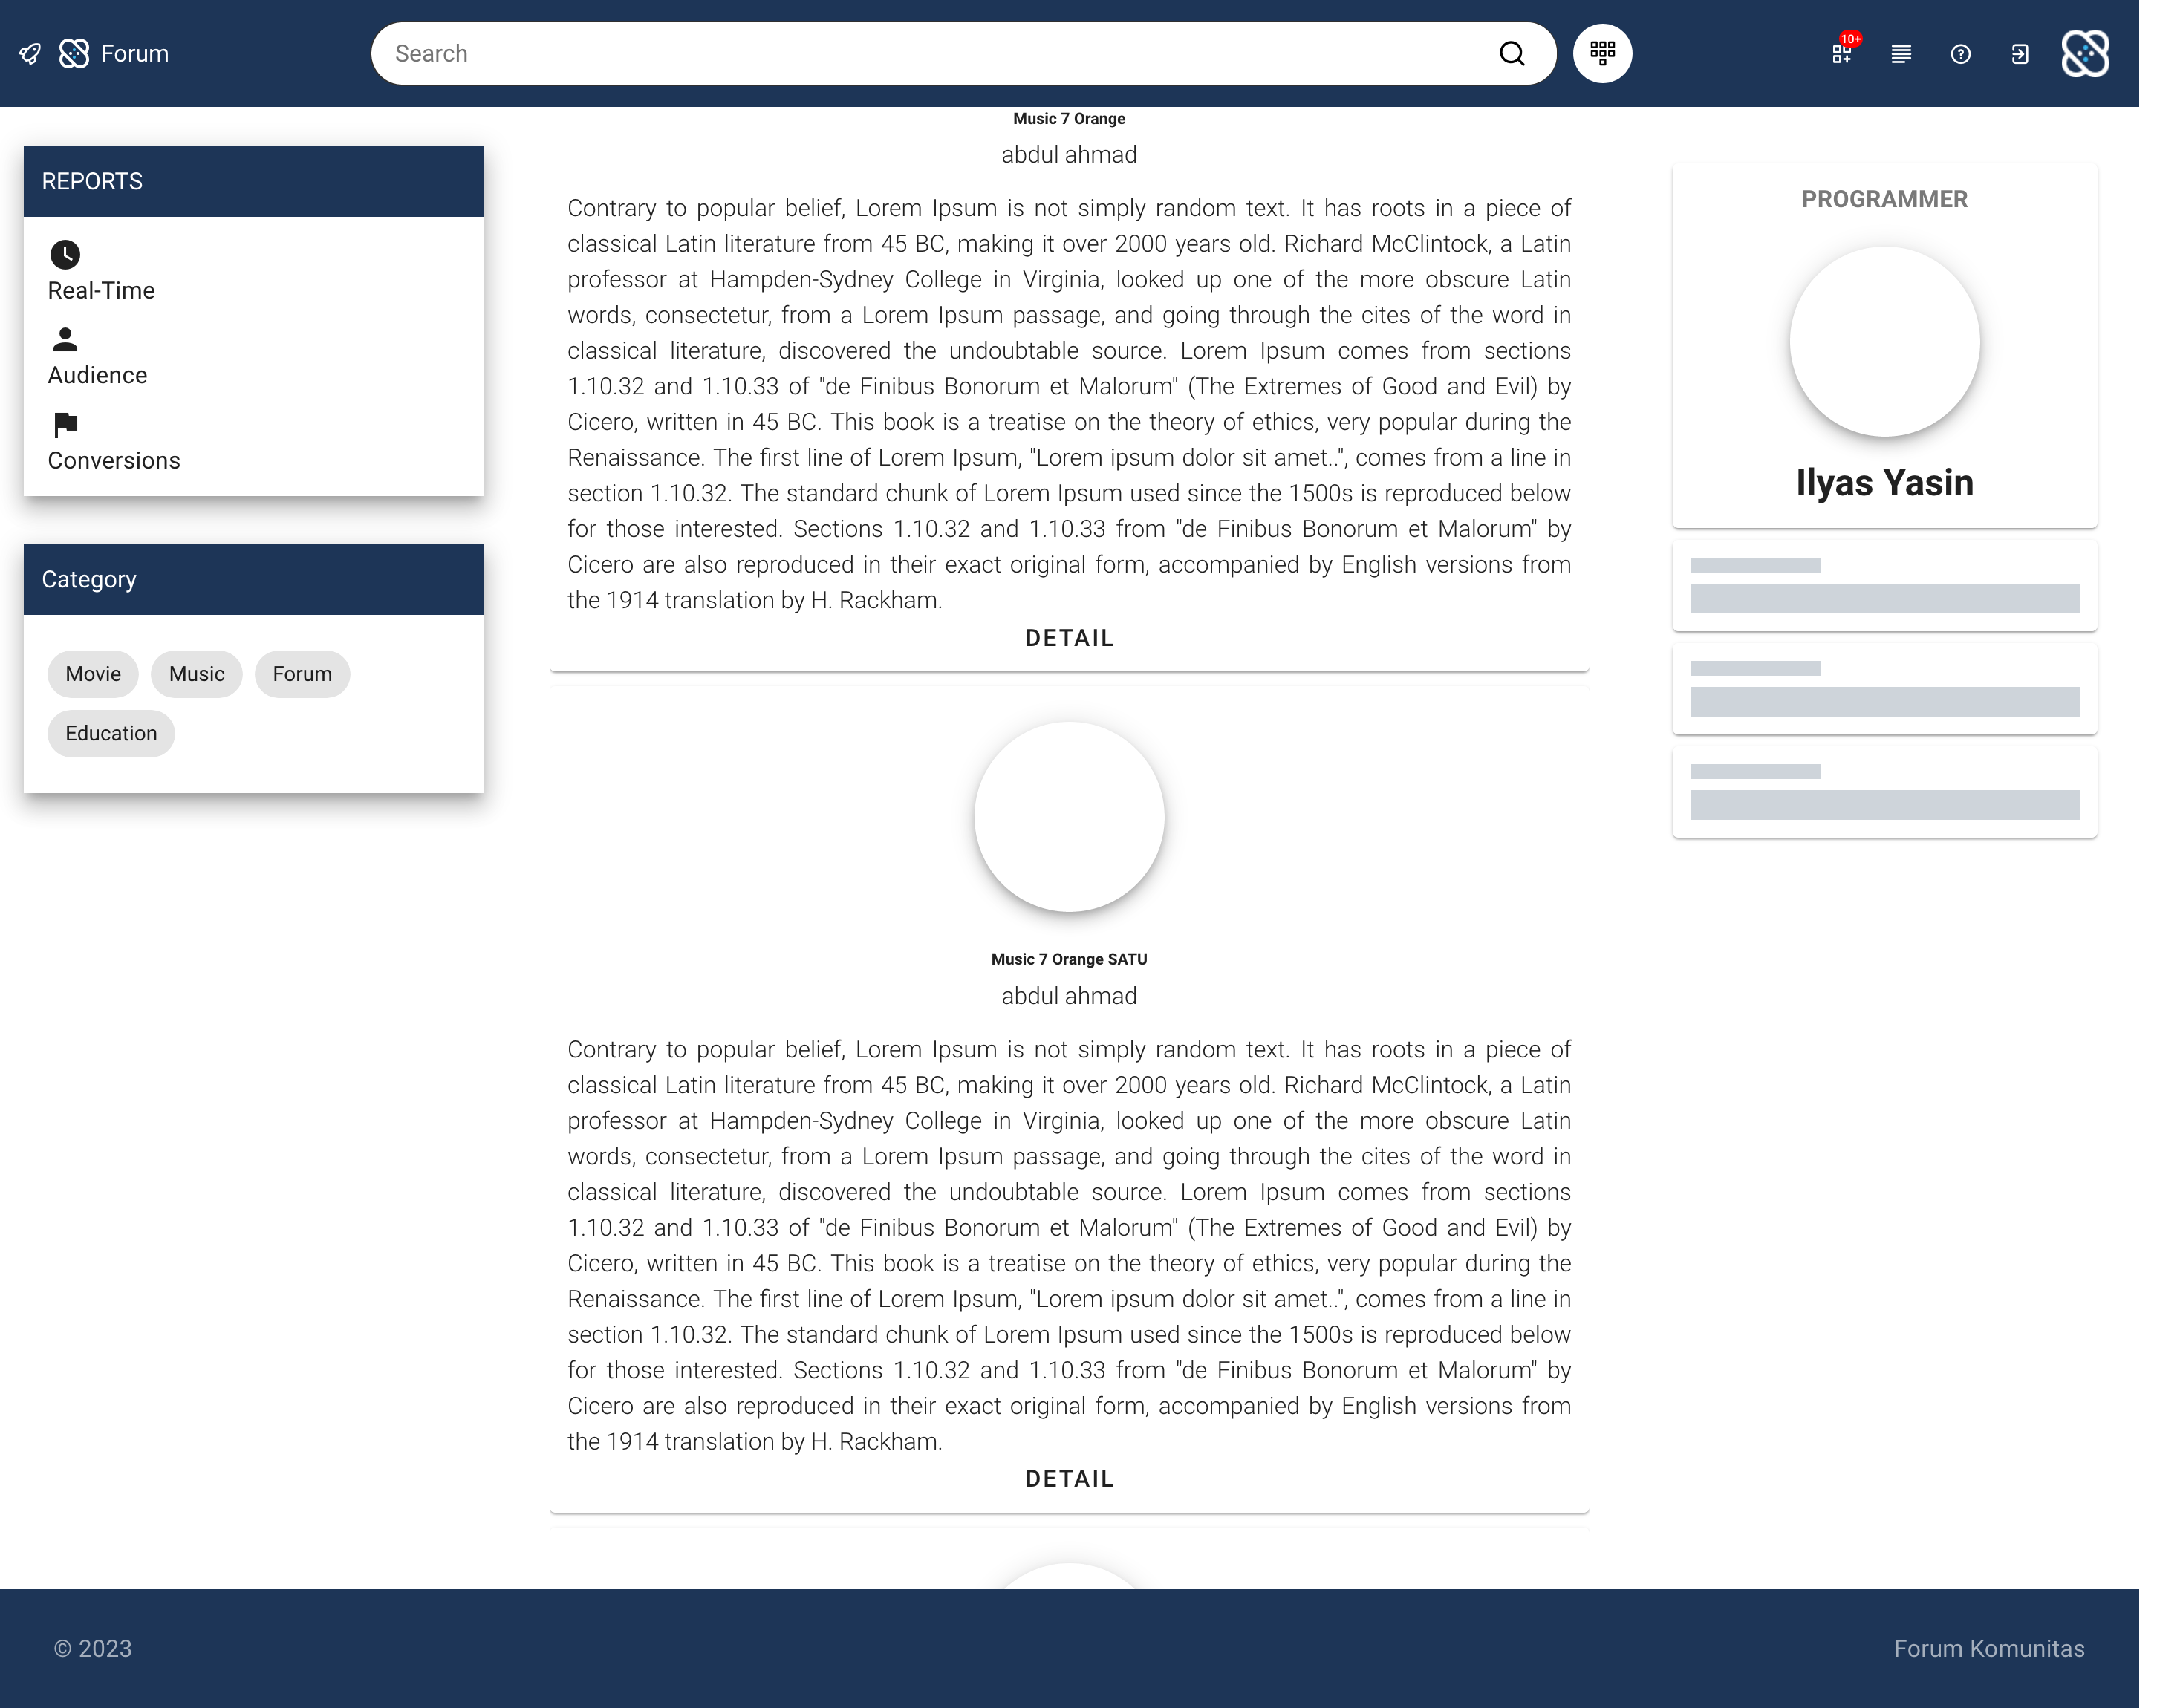 Forum
Search
10+
REPORTS
Real-Time
Audience
Conversions
Category
Movie Music Forum
Education
Music 7 Orange
abdul ahmad
Contrary to popular belief, Lorem Ipsum is not simply random text. It has roots in a piece of
classical Latin literature from 45 BC, making it over 2000 years old. Richard McClintock, a Latin
professor at Hampden-Sydney College in Virginia, looked up one of the more obscure Latin
words, consectetur, from a Lorem Ipsum passage, and going through the cites of the word in
classical literature, discovered the undoubtable source. Lorem Ipsum comes from sections
1.10.32 and 1.10.33 of "de Finibus Bonorum et Malorum" (The Extremes of Good and Evil) by
Cicero, written in 45 BC. This book is a treatise on the theory of ethics, very popular during the
Renaissance. The first line of Lorem Ipsum, "Lorem ipsum dolor sit amet..", comes from a line in
section 1.10.32. The standard chunk of Lorem Ipsum used since the 1500s is reproduced below
for those interested. Sections 1.10.32 and 1.10.33 from "de Finibus Bonorum et Malorum" by
Cicero are also reproduced in their exact original form, accompanied by English versions from
the 1914 translation by H. Rackham.
DETAIL
Music 7 Orange SATU
abdul ahmad
Contrary to popular belief, Lorem Ipsum is not simply random text. It has roots in a piece of
classical Latin literature from 45 BC, making it over 2000 years old. Richard McClintock, a Latin
professor at Hampden-Sydney College in Virginia, looked up one of the more obscure Latin
words, consectetur, from a Lorem Ipsum passage, and going through the cites of the word in
classical literature, discovered the undoubtable source. Lorem Ipsum comes from sections
1.10.32 and 1.10.33 of "de Finibus Bonorum et Malorum" (The Extremes of Good and Evil) by
Cicero, written in 45 BC. This book is a treatise on the theory of ethics, very popular during the
Renaissance. The first line of Lorem Ipsum, "Lorem ipsum dolor sit amet..", comes from a line in
section 1.10.32. The standard chunk of Lorem Ipsum used since the 1500s is reproduced below
for those interested. Sections 1.10.32 and 1.10.33 from "de Finibus Bonorum et Malorum" by
Cicero are also reproduced in their exact original form, accompanied by English versions from
the 1914 translation by H. Rackham.
DETAIL
PROGRAMMER
Ilyas Yasin
© 2023
Forum Komunitas